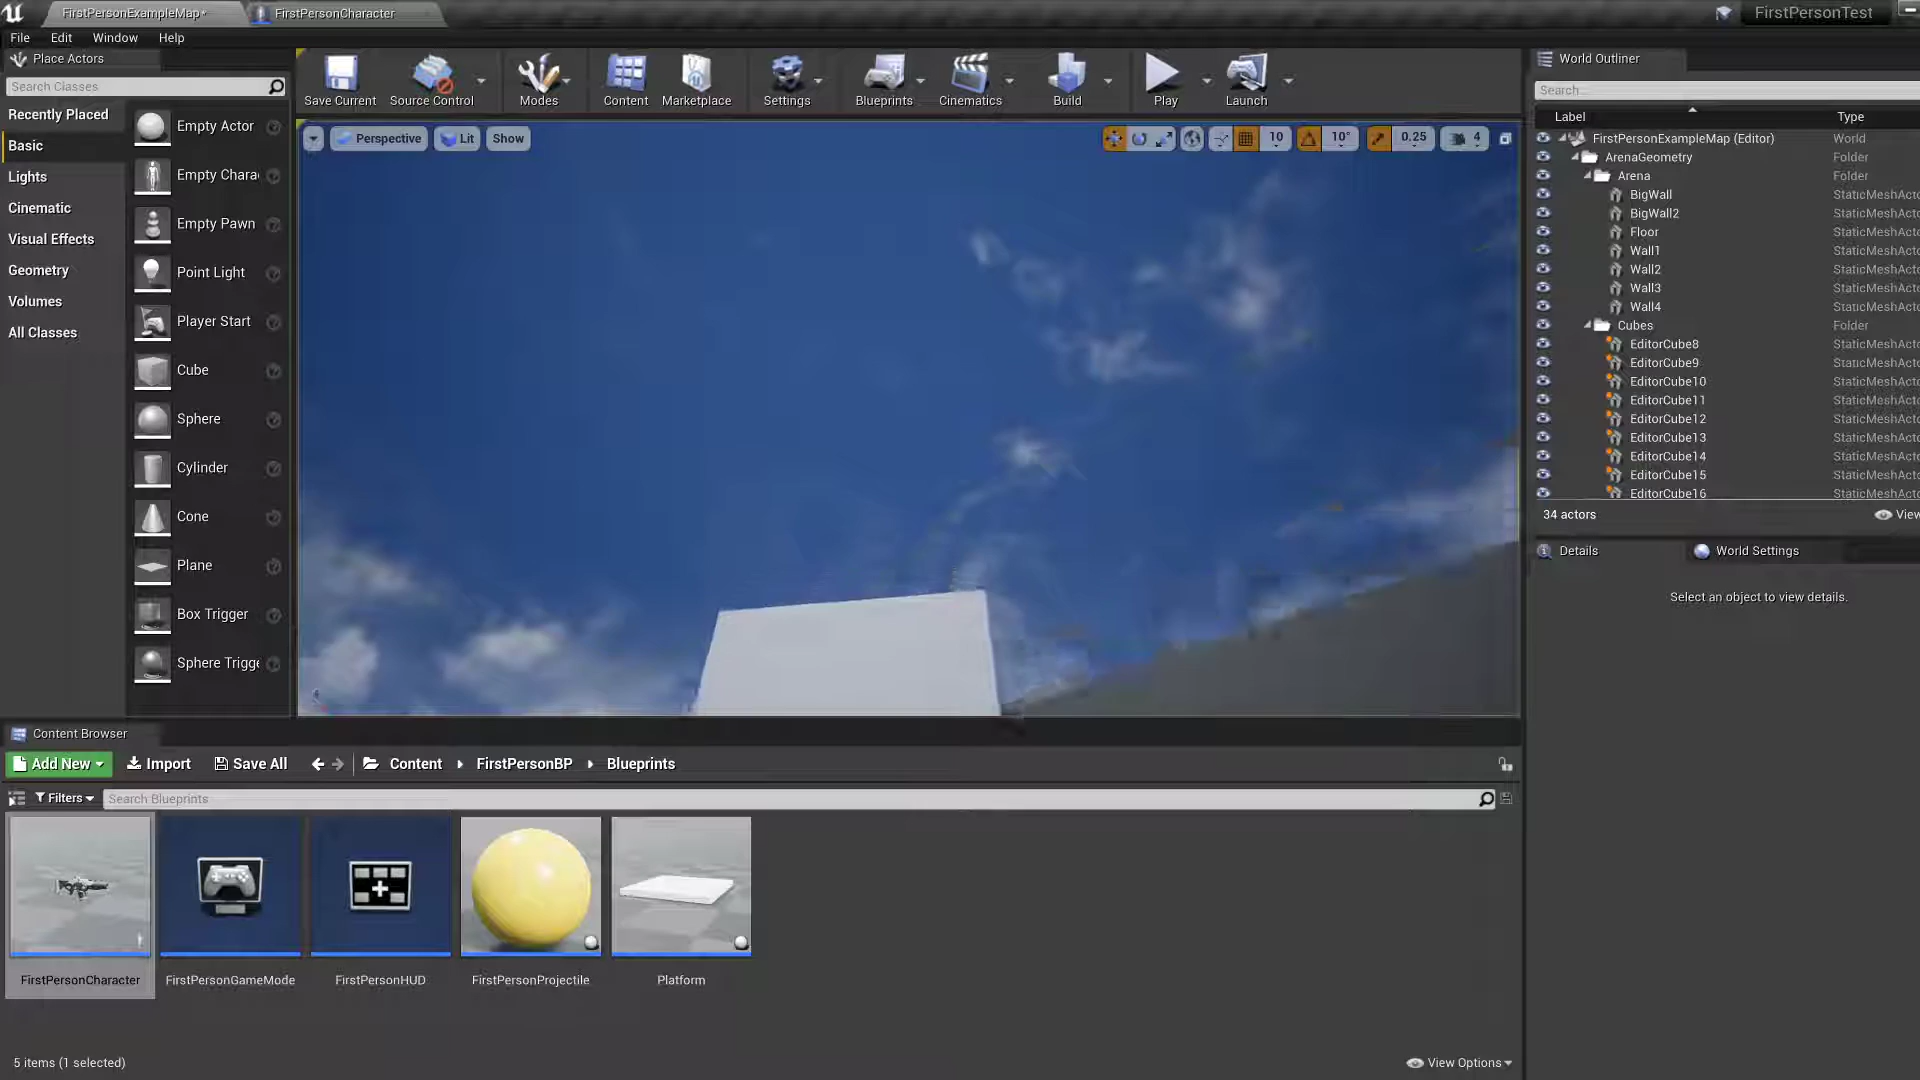 FirstPersonExampleMap*
FirstPersonCharacter
FirstPersonTest
File Edit Window Help
Place Actors
Search Classes
Recently Placed
Basic
Lights
Cinematic
Visual Effects
Geometry
Volumes
All Classes
Empty Actor
Empty Chara
Empty Pawn
Point Light
Player Start
Cube
Sphere
Cylinder
Cone
Plane
Box Trigger
Sphere Trigge
Save Current Source Control Modes Content Marketplace Settings Blueprints Cinematics Build Play Launch
Perspective Lit Show
10 10° 0.25 4
World Outliner
Search...
Label Type
FirstPersonExampleMap (Editor) World
ArenaGeometry Folder
Arena Folder
BigWall StaticMeshActo
BigWall2 StaticMeshActo
Floor StaticMeshActo
Wall1 StaticMeshActo
Wall2 StaticMeshActo
Wall3 StaticMeshActo
Wall4 StaticMeshActo
Cubes Folder
EditorCube8 StaticMeshActo
EditorCube9 StaticMeshActo
EditorCube10 StaticMeshActo
EditorCube11 StaticMeshActo
EditorCube12 StaticMeshActo
EditorCube13 StaticMeshActo
EditorCube14 StaticMeshActo
EditorCube15 StaticMeshActo
EditorCube16 StaticMeshActo
34 actors View
Details World Settings
Select an object to view details.
Content Browser
Add New Import Save All Content FirstPersonBP Blueprints
Filters Search Blueprints
FirstPersonCharacter FirstPersonGameMode FirstPersonHUD FirstPersonProjectile Platform
5 items (1 selected) View Options